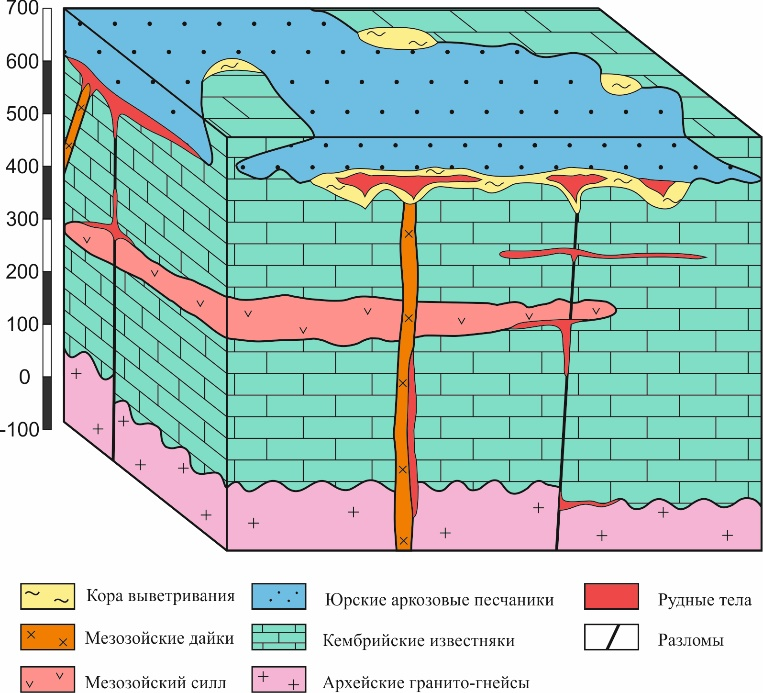 700
600
500
400
300
200
100
0
-100
Кора выветривания
Юрские аркозовые песчаники
Рудные тела
Мезозойские дайки
Кембрийские известняки
Разломы
Мезозойский силл
Архейские гранито-гнейсы